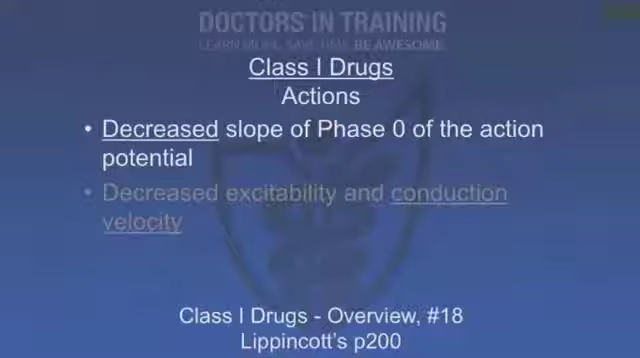 DOCTORS IN TRAINING
LEARN MORE. SAVE TIME. BE AWESOME.
Class I Drugs
Actions
• Decreased slope of Phase 0 of the action
potential
• Decreased excitability and conduction
velocity
Class I Drugs - Overview, #18
Lippincott's p200